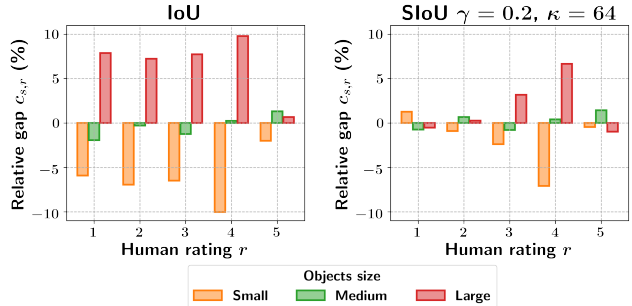 IoU
SIoU γ = 0.2, κ = 64
Relative gap c_{s,r} (%)
10
5
0
−5
−10
1 2 3 4 5
Human rating r
Relative gap c_{s,r} (%)
10
5
0
−5
−10
1 2 3 4 5
Human rating r
Objects size
Small Medium Large